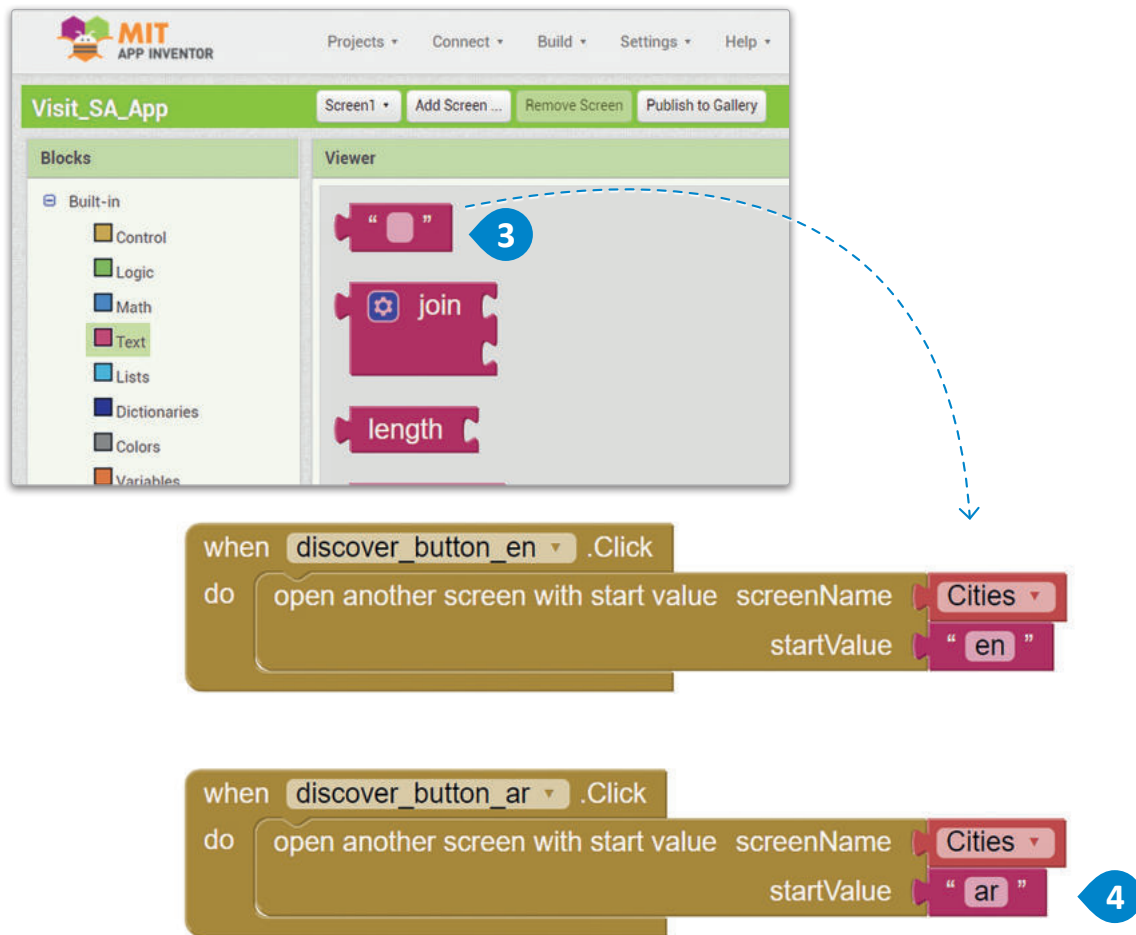 MIT
APP INVENTOR
Projects Connect Build Settings Help
Visit_SA_App
Screen1 Add Screen ... Remove Screen Publish to Gallery
Blocks
Viewer
Built-in
Control
Logic
Math
Text
Lists
Dictionaries
Colors
Variables
“ ”
3
join
length
when discover_button_en .Click
do open another screen with start value screenName Cities
startValue “ en ”
when discover_button_ar .Click
do open another screen with start value screenName Cities
startValue “ ar ”
4